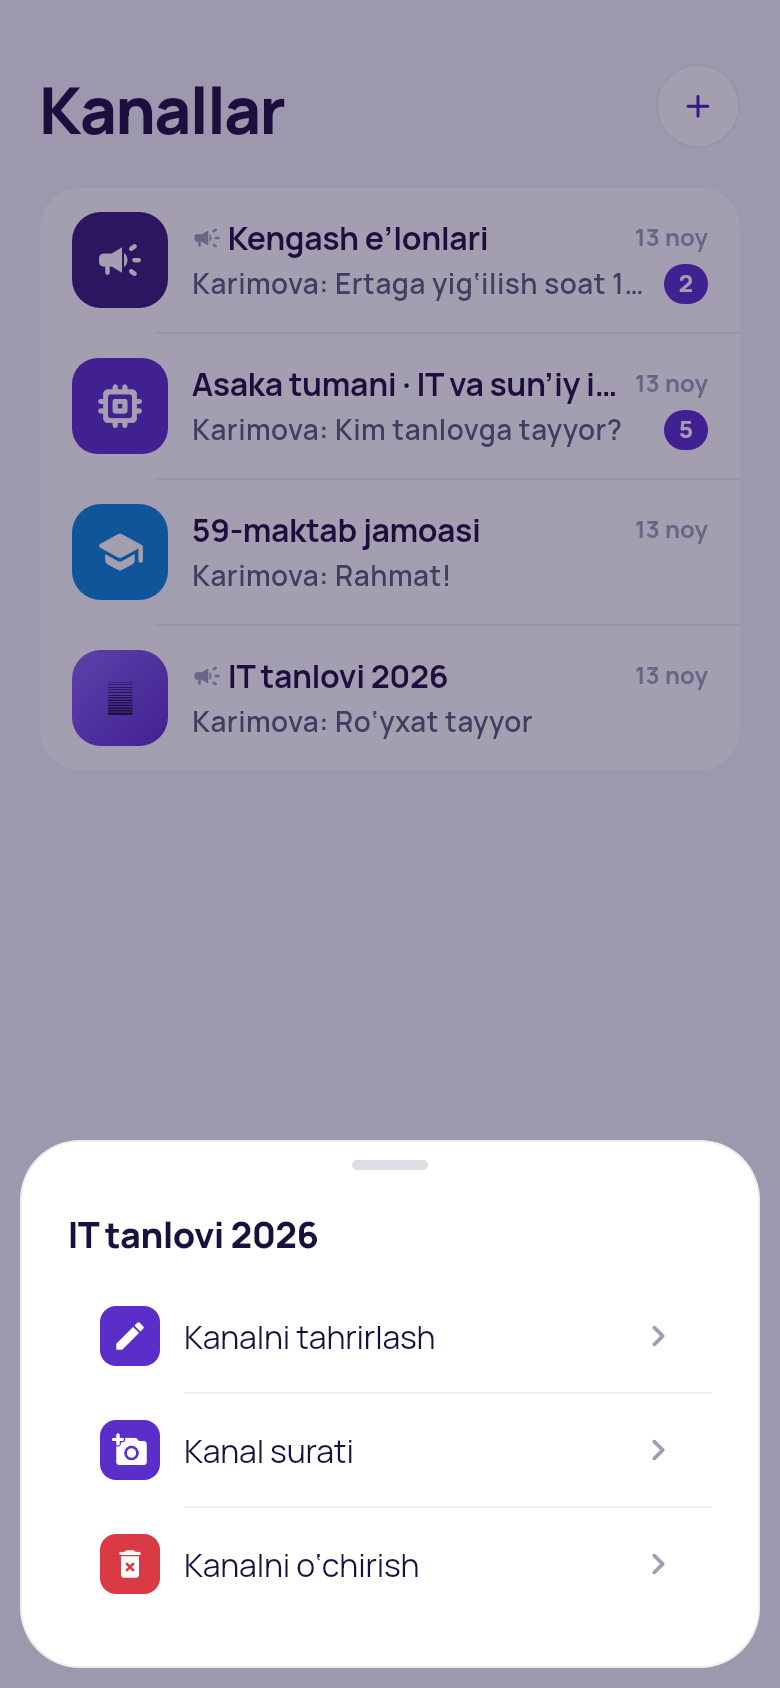 Kanallar
Kengash e’lonlari
13 noy
Karimova: Ertaga yig‘ilish soat 1...
2
Asaka tumani · IT va sun’iy i...
13 noy
Karimova: Kim tanlovga tayyor?
5
59-maktab jamoasi
13 noy
Karimova: Rahmat!
IT tanlovi 2026
13 noy
Karimova: Ro‘yxat tayyor
IT tanlovi 2026
Kanalni tahrirlash
Kanal surati
Kanalni o‘chirish